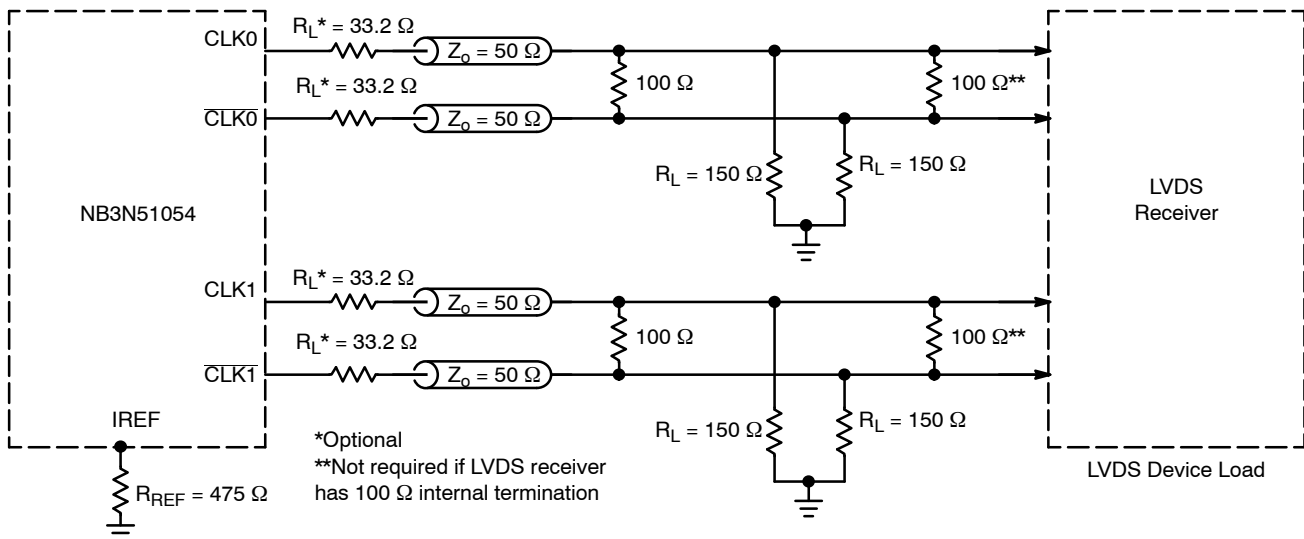 R_L* = 33.2 Ω
CLK0
Z_o = 50 Ω
R_L* = 33.2 Ω
100 Ω
100 Ω**
C̅L̅K̅0̅
Z_o = 50 Ω
R_L = 150 Ω
R_L = 150 Ω
NB3N51054
LVDS
Receiver
R_L* = 33.2 Ω
CLK1
Z_o = 50 Ω
R_L* = 33.2 Ω
100 Ω
100 Ω**
C̅L̅K̅1̅
Z_o = 50 Ω
IREF
R_L = 150 Ω
R_L = 150 Ω
*Optional
**Not required if LVDS receiver
has 100 Ω internal termination
LVDS Device Load
R_REF = 475 Ω